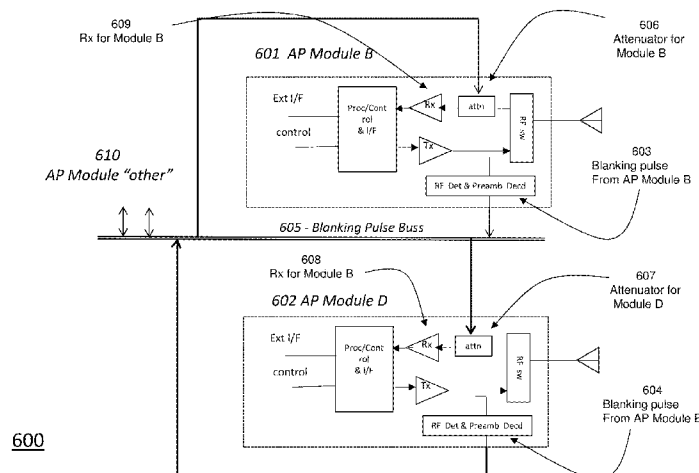 609
Rx for Module B
606
Attenuator for
Module B
601 AP Module B
Ext I/F
control
Proc/Cont
rol
& I/F
Rx
attn
RF sw
Tx
RF Det & Preamb Decd
603
Blanking pulse
From AP Module B
610
AP Module "other"
605 - Blanking Pulse Buss
608
Rx for Module B
607
Attenuator for
Module D
602 AP Module D
Ext I/F
control
Proc/Cont
rol
& I/F
Rx
attn
RF sw
Tx
RF Det & Preamb Decd
604
Blanking pulse
From AP Module B
600